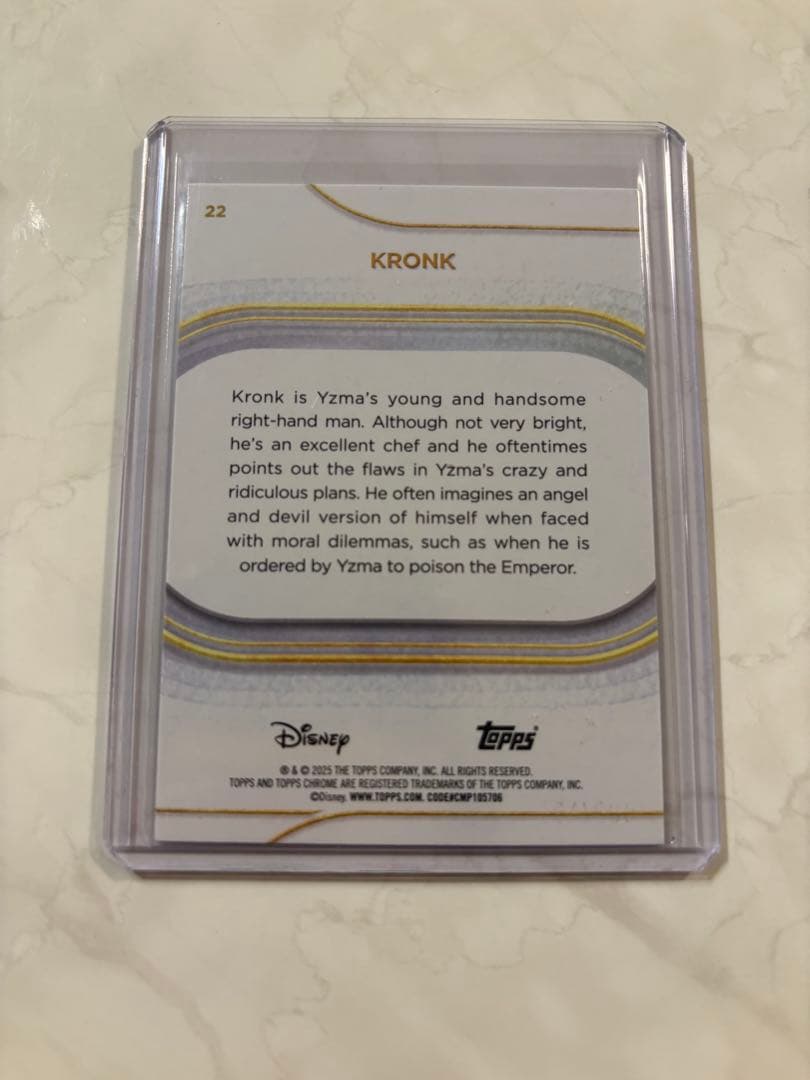 22
KRONK
Kronk is Yzma's young and handsome
right-hand man. Although not very bright,
he's an excellent chef and he oftentimes
points out the flaws in Yzma's crazy and
ridiculous plans. He often imagines an angel
and devil version of himself when faced
with moral dilemmas, such as when he is
ordered by Yzma to poison the Emperor.
Disney topps
® & © 2025 THE TOPPS COMPANY, INC. ALL RIGHTS RESERVED.
TOPPS AND TOPPS CHROME ARE REGISTERED TRADEMARKS OF THE TOPPS COMPANY, INC.
©Disney. WWW.TOPPS.COM. CODE#CMP105706